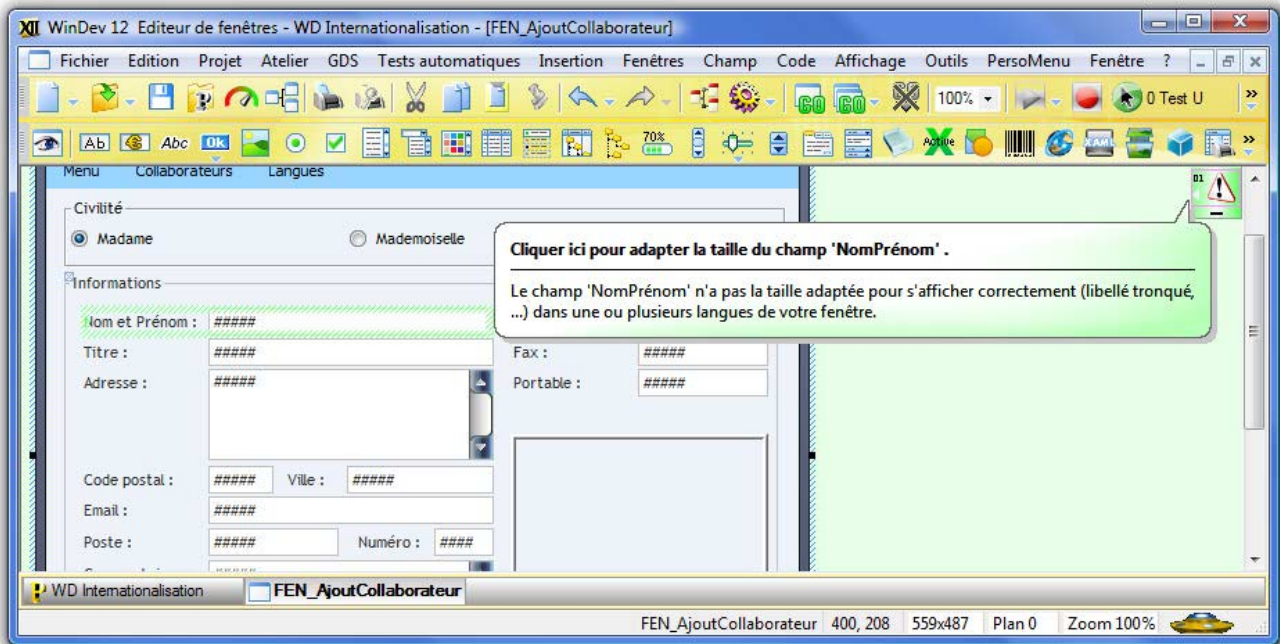 WinDev 12 Editeur de fenêtres - WD Internationalisation - [FEN_AjoutCollaborateur]
Fichier Edition Projet Atelier GDS Tests automatiques Insertion Fenêtres Champ Code Affichage Outils PersoMenu Fenêtre ?
GO GO 100% 0 Test U
Ab Abc Ok 70% Active XAML
Menu Collaborateurs Langues
01
Civilité
Madame Mademoiselle
Cliquer ici pour adapter la taille du champ 'NomPrénom' .
Le champ 'NomPrénom' n'a pas la taille adaptée pour s'afficher correctement (libellé tronqué,
...) dans une ou plusieurs langues de votre fenêtre.
Informations
Nom et Prénom : #####
Titre : ##### Fax : #####
Adresse : ##### Portable : #####
Code postal : ##### Ville : #####
Email : #####
Poste : ##### Numéro : ####
WD Internationalisation FEN_AjoutCollaborateur
FEN_AjoutCollaborateur 400, 208 559x487 Plan 0 Zoom 100%